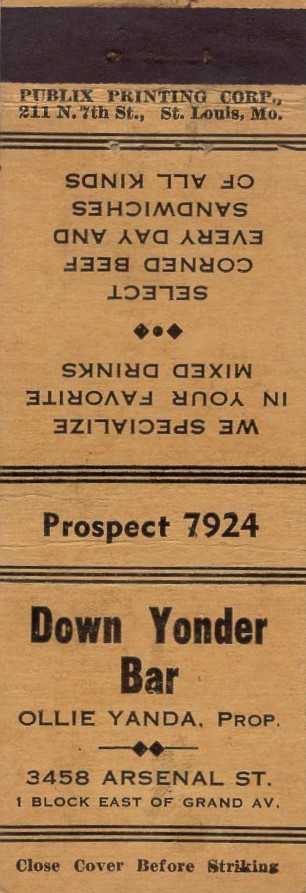 PUBLIX PRINTING CORP.,
211 N. 7th St., St. Louis, Mo.
WE SPECIALIZE
IN YOUR FAVORITE
MIXED DRINKS
SELECT
CORNED BEEF
EVERY DAY AND
SANDWICHES
OF ALL KINDS
Prospect 7924
Down Yonder
Bar
OLLIE YANDA, PROP.
3458 ARSENAL ST.
1 BLOCK EAST OF GRAND AV.
Close Cover Before Striking